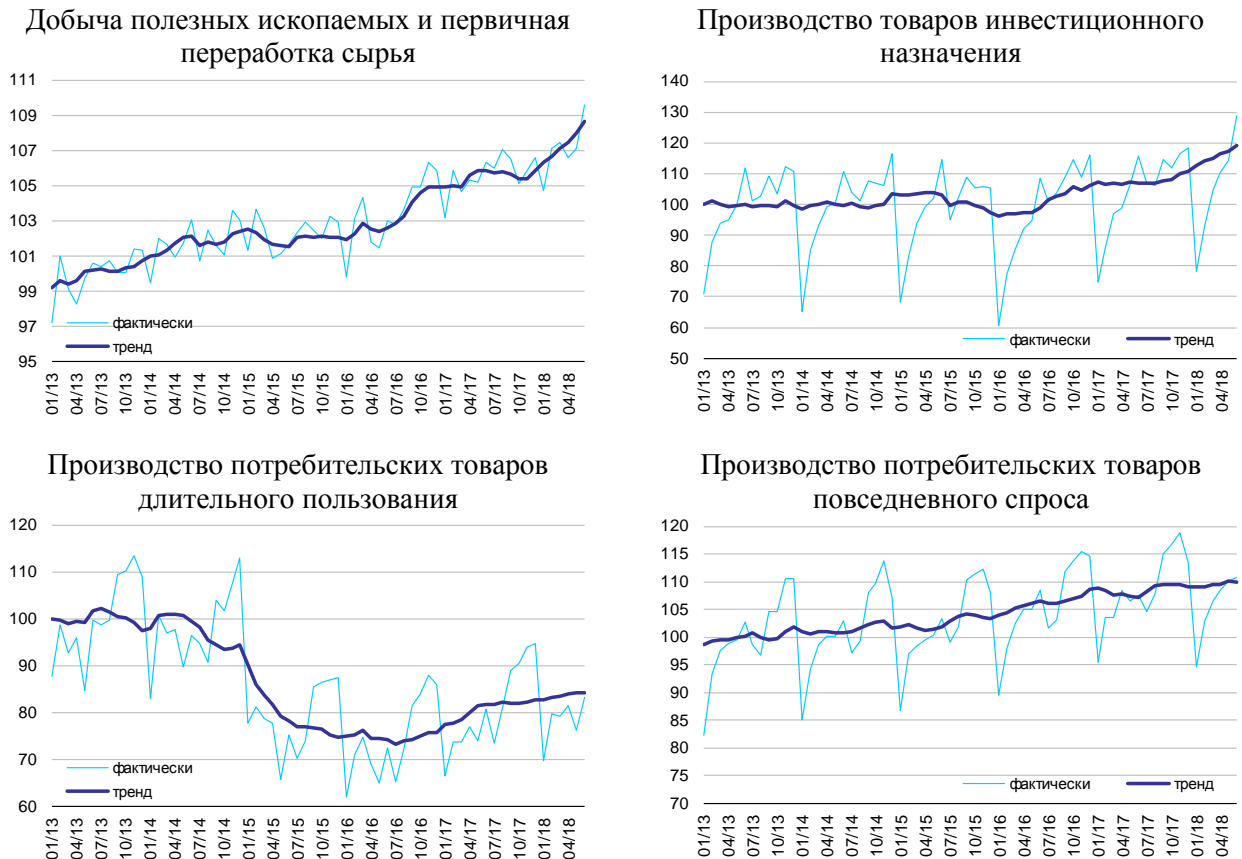 Добыча полезных ископаемых и первичная
переработка сырья
111
109
107
105
103
101
99
97
95
фактически
тренд
01/13 04/13 07/13 10/13 01/14 04/14 07/14 10/14 01/15 04/15 07/15 10/15 01/16 04/16 07/16 10/16 01/17 04/17 07/17 10/17 01/18 04/18
Производство товаров инвестиционного
назначения
140
130
120
110
100
90
80
70
60
50
фактически тренд
01/13 04/13 07/13 10/13 01/14 04/14 07/14 10/14 01/15 04/15 07/15 10/15 01/16 04/16 07/16 10/16 01/17 04/17 07/17 10/17 01/18 04/18
Производство потребительских товаров
длительного пользования
120
110
100
90
80
70
60
фактически
тренд
01/13 04/13 07/13 10/13 01/14 04/14 07/14 10/14 01/15 04/15 07/15 10/15 01/16 04/16 07/16 10/16 01/17 04/17 07/17 10/17 01/18 04/18
Производство потребительских товаров
повседневного спроса
120
115
110
105
100
95
90
85
80
75
70
фактически тренд
01/13 04/13 07/13 10/13 01/14 04/14 07/14 10/14 01/15 04/15 07/15 10/15 01/16 04/16 07/16 10/16 01/17 04/17 07/17 10/17 01/18 04/18